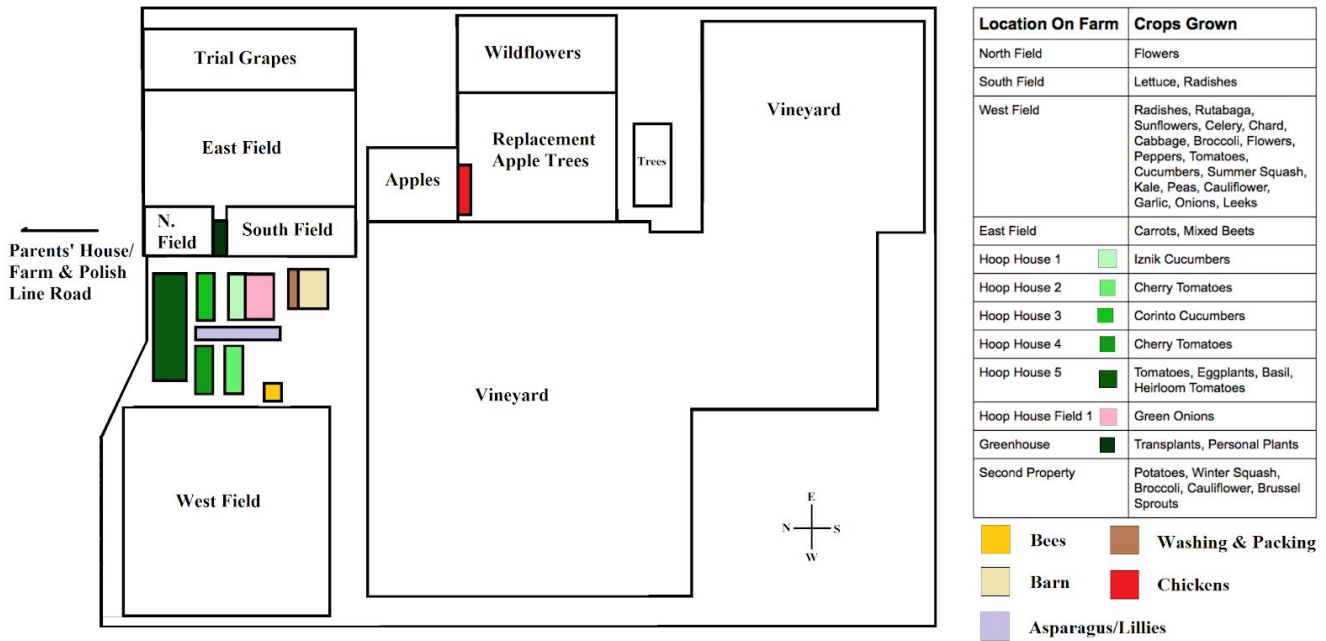 Trial Grapes
East Field
N.
Field
South Field
Parents' House/
Farm & Polish
Line Road
West Field
Wildflowers
Replacement
Apple Trees
Apples
Trees
Vineyard
Vineyard
E
N
S
W
Location On Farm Crops Grown
North Field Flowers
South Field Lettuce, Radishes
West Field Radishes, Rutabaga,
Sunflowers, Celery, Chard,
Cabbage, Broccoli, Flowers,
Peppers, Tomatoes,
Cucumbers, Summer Squash,
Kale, Peas, Cauliflower,
Garlic, Onions, Leeks
East Field Carrots, Mixed Beets
Hoop House 1 Iznik Cucumbers
Hoop House 2 Cherry Tomatoes
Hoop House 3 Corinto Cucumbers
Hoop House 4 Cherry Tomatoes
Hoop House 5 Tomatoes, Eggplants, Basil,
Heirloom Tomatoes
Hoop House Field 1 Green Onions
Greenhouse Transplants, Personal Plants
Second Property Potatoes, Winter Squash,
Broccoli, Cauliflower, Brussel
Sprouts
Bees
Washing & Packing
Barn
Chickens
Asparagus/Lillies